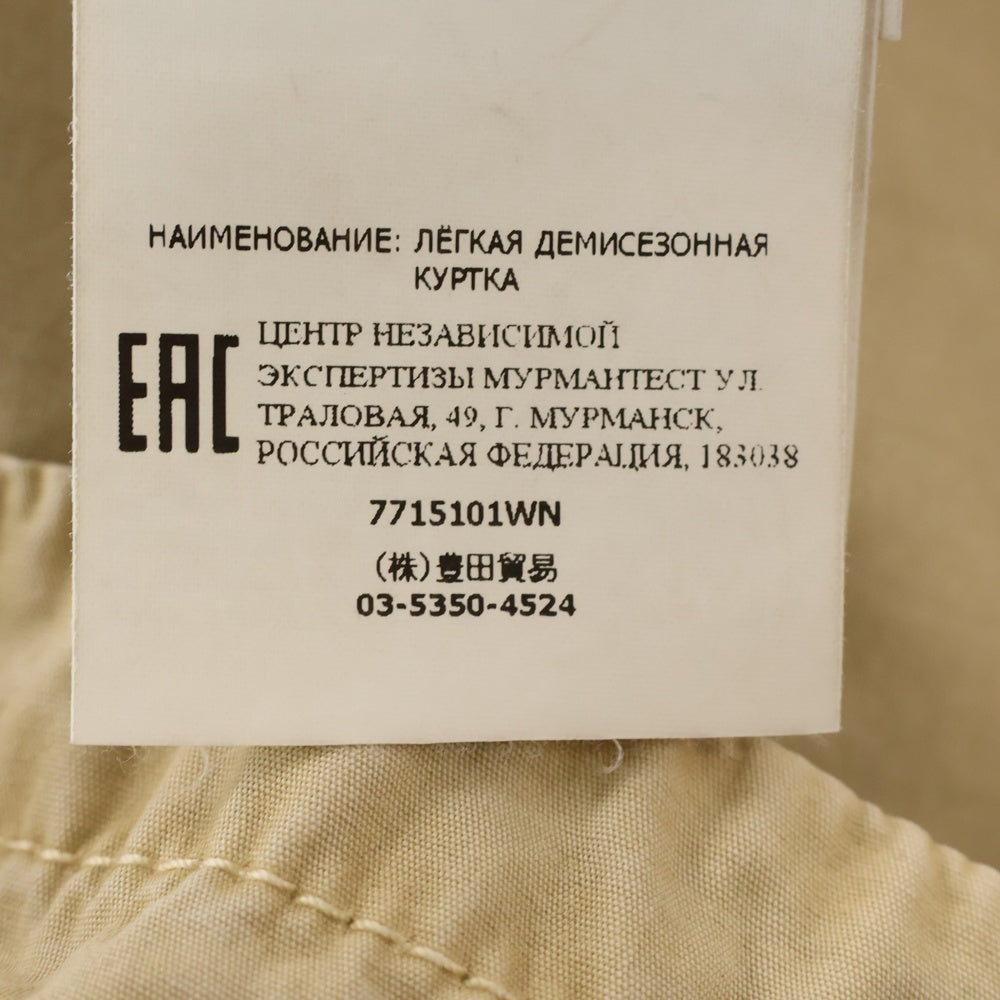 НАИМЕНОВАНИЕ: ЛЁГКАЯ ДЕМИСЕЗОННАЯ
КУРТКА
EAC
ЦЕНТР НЕЗАВИСИМОЙ
ЭКСПЕРТИЗЫ МУРМАНТЕСТ УЛ.
ТРАЛОВАЯ, 49, Г. МУРМАНСК,
РОССИЙСКАЯ ФЕДЕРАЦИЯ, 183038
7715101WN
(株)豊田貿易
03-5350-4524